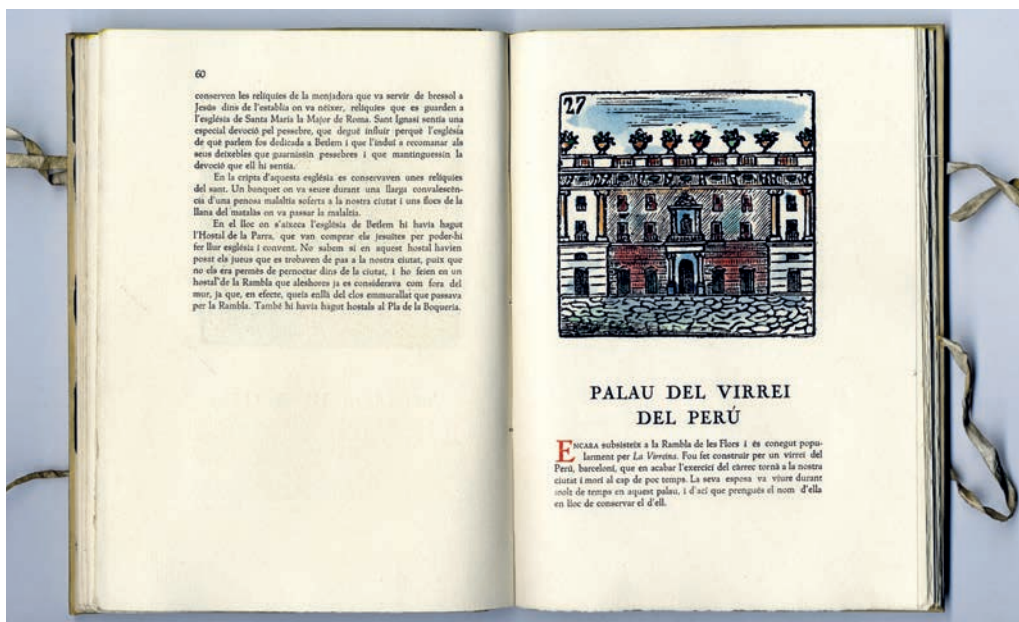 60
conserven les relíquies de la menjadora que va servir de bressol a
Jesús dins de l'establia on va néixer, relíquies que es guarden a
l'església de Santa Maria la Major de Roma. Sant Ignasi sentia una
especial devoció pel pessebre, que degué influir perquè l'església
de què parlem fos dedicada a Betlem i que l'induí a recomanar als
seus deixebles que guarnissin pessebres i que mantinguessin la
devoció que ell hi sentia.
En la cripta d'aquesta església es conservaven unes relíquies
del sant. Un banquet on va seure durant una llarga convalescèn-
cia d'una penosa malaltia soferta a la nostra ciutat i uns flocs de la
llana del matalàs on va passar la malaltia.
En el lloc on s'aixeca l'església de Betlem hi havia hagut
l'Hostal de la Parra, que van comprar els jesuïtes per poder-hi
fer llur església i convent. No sabem si en aquest hostal havien
posat els jueus que es trobaven de pas a la nostra ciutat, puix que
no els era permès de pernoctar dins de la ciutat, i ho feien en un
hostal de la Rambla que aleshores ja es considerava com fora del
mur, ja que, en efecte, queia enllà del clos emmurallat que passava
per la Rambla. També hi havia hagut hostals al Pla de la Boqueria.
27
PALAU DEL VIRREI
DEL PERÚ
ENCARA subsisteix a la Rambla de les Flors i és conegut popu-
larment per La Virreina. Fou fet construir per un virrei del
Perú, barceloní, que en acabar l'exercici del càrrec tornà a la nostra
ciutat i morí al cap de poc temps. La seva esposa va viure durant
molt de temps en aquest palau, i d'ací que prengués el nom d'ella
en lloc de conservar el d'ell.